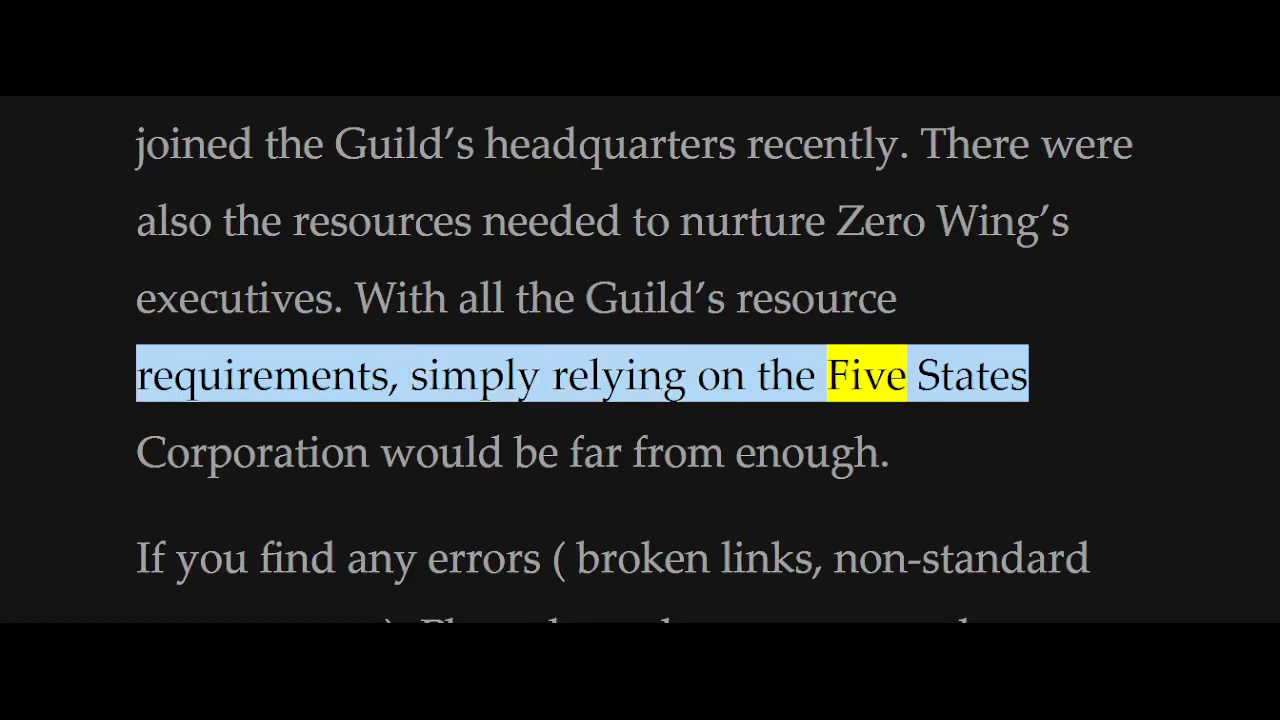 joined the Guild’s headquarters recently. There were
also the resources needed to nurture Zero Wing’s
executives. With all the Guild’s resource
requirements, simply relying on the Five States
Corporation would be far from enough.
If you find any errors ( broken links, non-standard